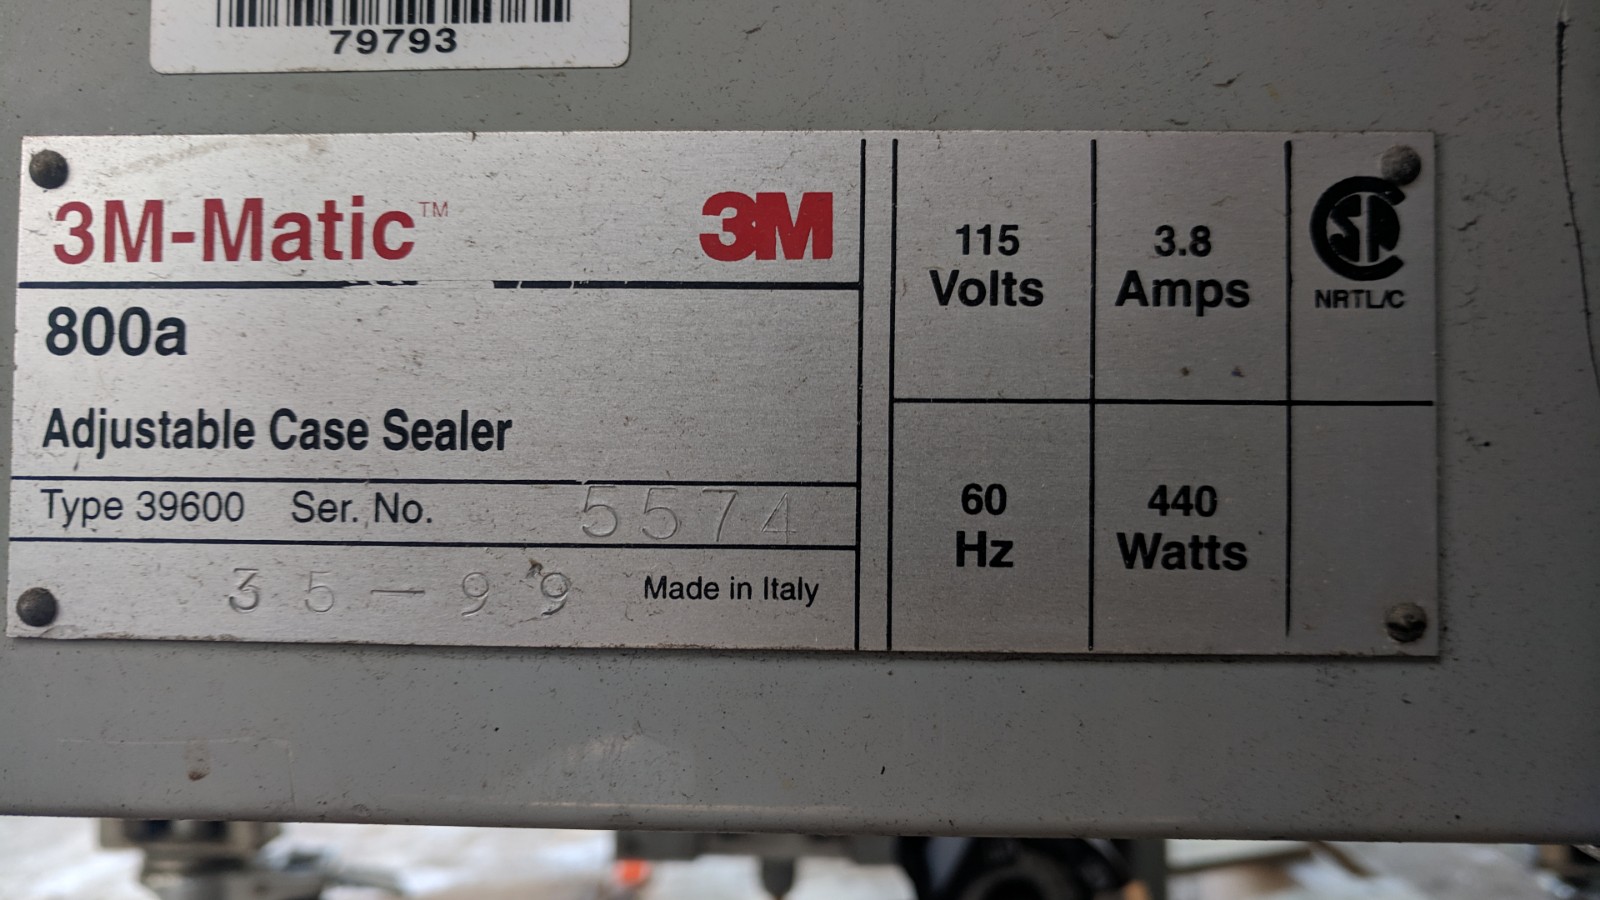 79793
3M-Matic™ 3M
800a
Adjustable Case Sealer
Type 39600 Ser. No. 5574
35-99 Made in Italy
115
Volts
3.8
Amps
SA
NRTL/C
60
Hz
440
Watts